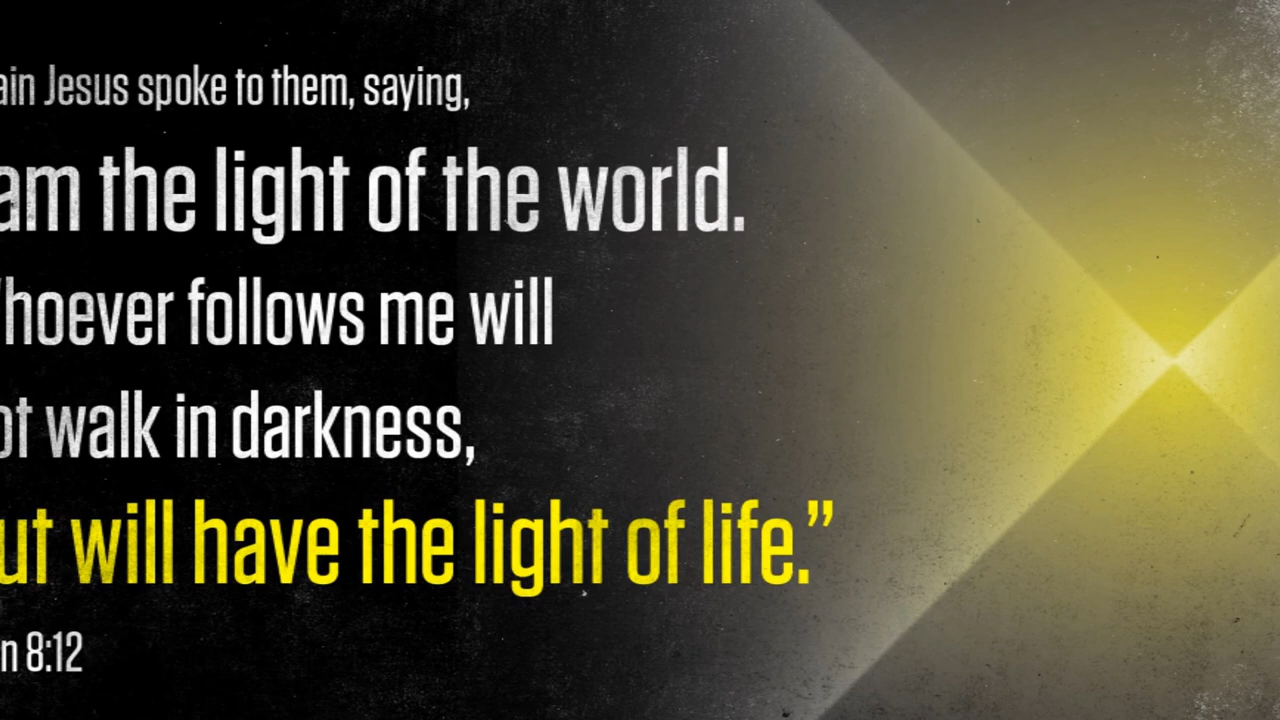 ain Jesus spoke to them, saying,
am the light of the world.
hoever follows me will
ot walk in darkness,
ut will have the light of life.”
n 8:12